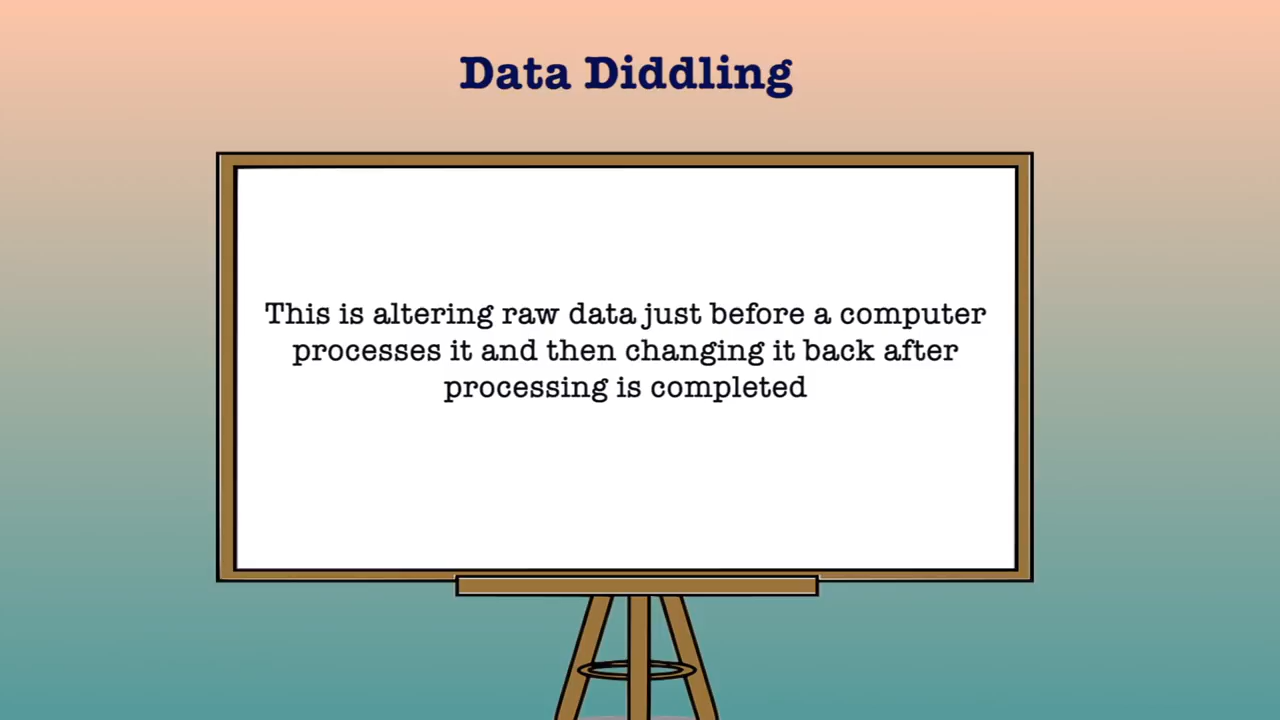 Data Diddling
This is altering raw data just before a computer
processes it and then changing it back after
processing is completed